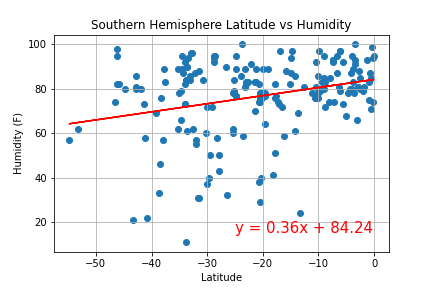 Southern Hemisphere Latitude vs Humidity
100
80
60
40
20
Humidity (F)
y = 0.36x + 84.24
−50
−40
−30
−20
−10
0
Latitude